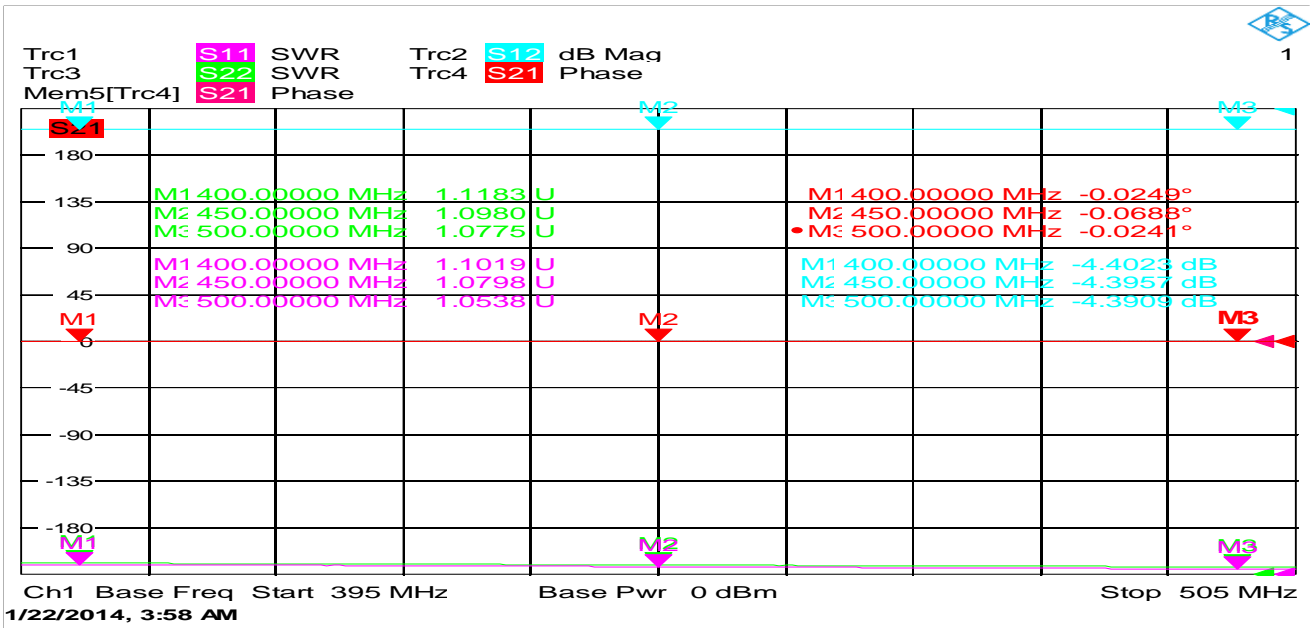 1
Trc1 S11 SWR Trc2 S12 dB Mag
Trc3 S22 SWR Trc4 S21 Phase
Mem5[Trc4] S21 Phase
M1 M2 M3
S21
180
M1 400.00000 MHz 1.1183 U M1 400.00000 MHz -0.0249°
135
M2 450.00000 MHz 1.0980 U M2 450.00000 MHz -0.0688°
M3 500.00000 MHz 1.0775 U •M3 500.00000 MHz -0.0241°
90
M1 400.00000 MHz 1.1019 U M1 400.00000 MHz -4.4023 dB
M2 450.00000 MHz 1.0798 U M2 450.00000 MHz -4.3957 dB
45
M3 500.00000 MHz 1.0538 U M3 500.00000 MHz -4.3909 dB
M1 M2 M3
0
-45
-90
-135
-180
M1 M2 M3
Ch1 Base Freq Start 395 MHz Base Pwr 0 dBm Stop 505 MHz
1/22/2014, 3:58 AM